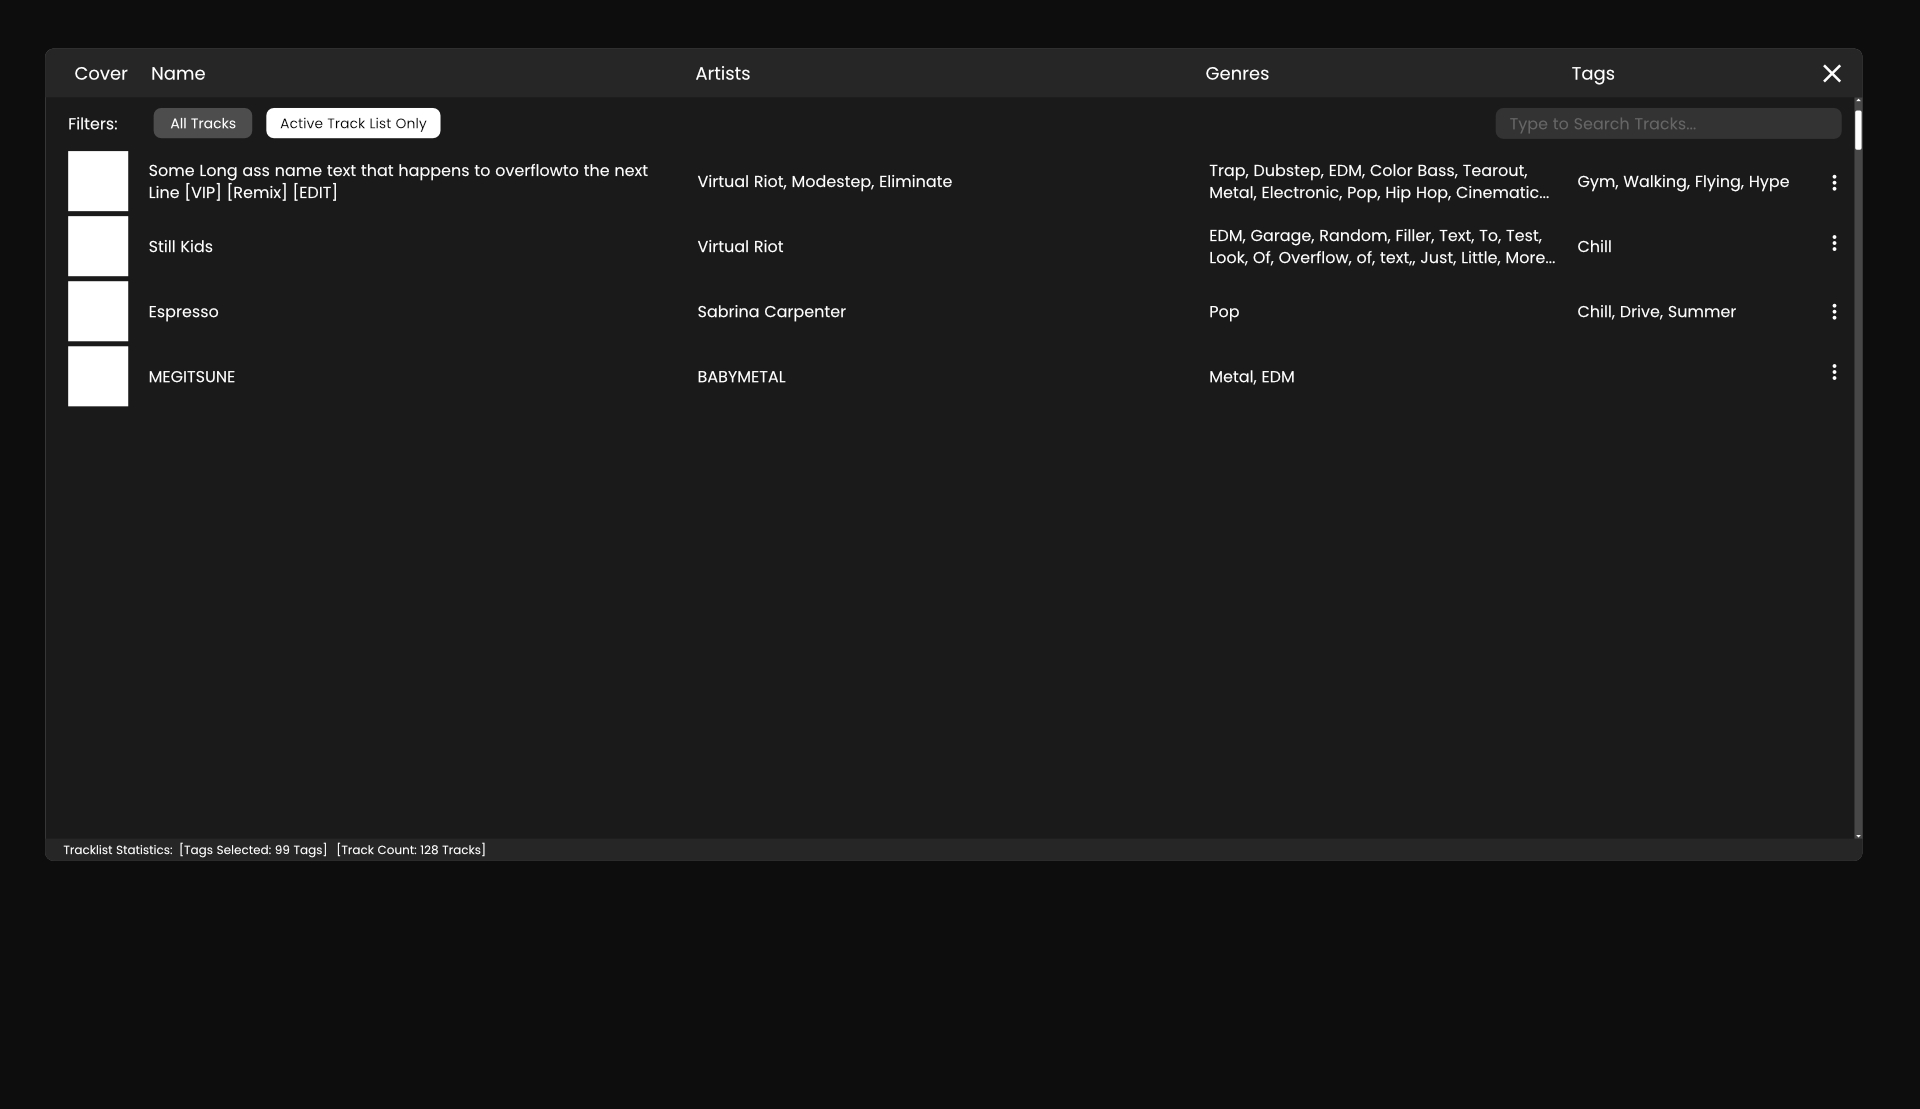 Cover Name Artists Genres Tags
Filters: All Tracks Active Track List Only Type to Search Tracks...
Some Long ass name text that happens to overflowto the next
Line [VIP] [Remix] [EDIT]
Virtual Riot, Modestep, Eliminate
Trap, Dubstep, EDM, Color Bass, Tearout,
Metal, Electronic, Pop, Hip Hop, Cinematic...
Gym, Walking, Flying, Hype
Still Kids
Virtual Riot
EDM, Garage, Random, Filler, Text, To, Test,
Look, Of, Overflow, of, text,, Just, Little, More...
Chill
Espresso
Sabrina Carpenter
Pop
Chill, Drive, Summer
MEGITSUNE
BABYMETAL
Metal, EDM
Tracklist Statistics: [Tags Selected: 99 Tags] [Track Count: 128 Tracks]